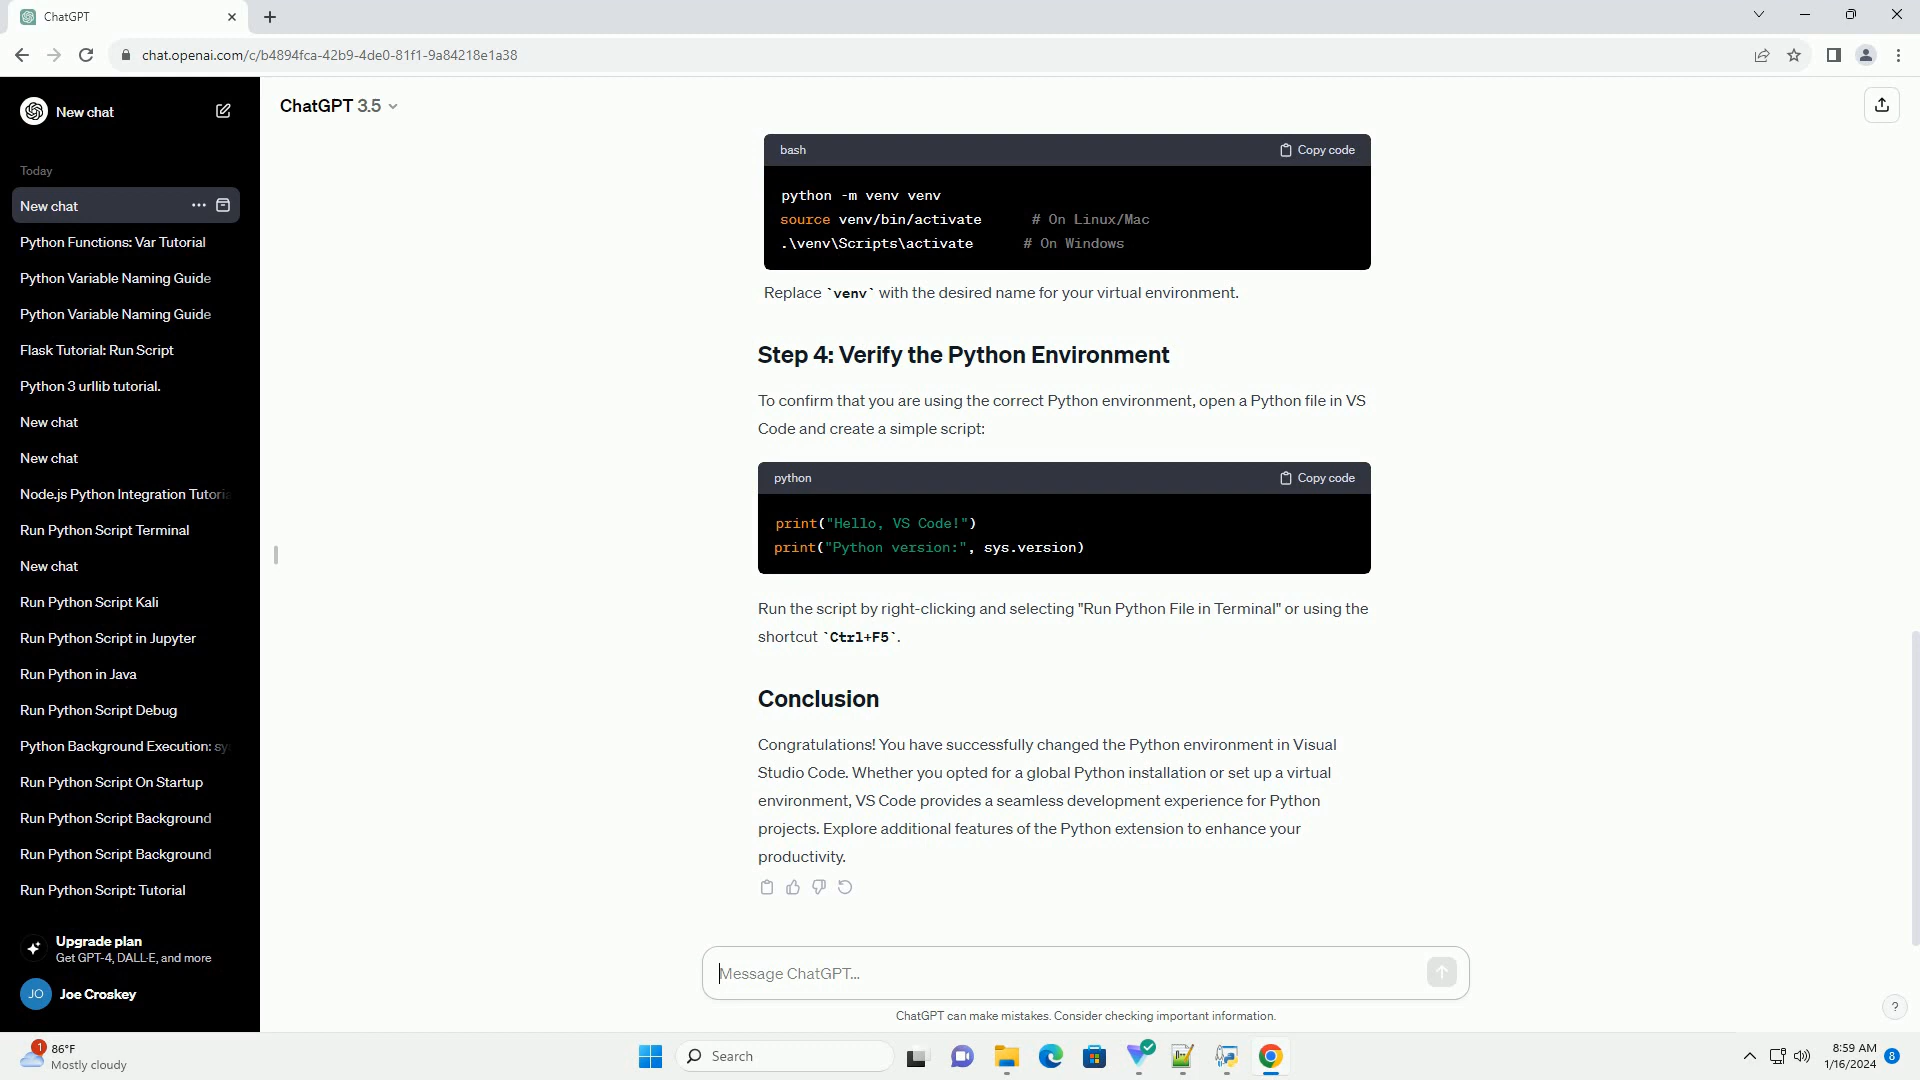 ChatGPT
chat.openai.com/c/b4894fca-42b9-4de0-81f1-9a84218e1a38
New chat
Today
New chat
Python Functions: Var Tutorial
Python Variable Naming Guide
Python Variable Naming Guide
Flask Tutorial: Run Script
Python 3 urllib tutorial.
New chat
New chat
Node.js Python Integration Tutoria
Run Python Script Terminal
New chat
Run Python Script Kali
Run Python Script in Jupyter
Run Python in Java
Run Python Script Debug
Python Background Execution: sys
Run Python Script On Startup
Run Python Script Background
Run Python Script Background
Run Python Script: Tutorial
Upgrade plan
Get GPT-4, DALL·E, and more
JO Joe Croskey
ChatGPT 3.5
bash Copy code
python -m venv venv
source venv/bin/activate # On Linux/Mac
.\venv\Scripts\activate # On Windows
Replace `venv` with the desired name for your virtual environment.
Step 4: Verify the Python Environment
To confirm that you are using the correct Python environment, open a Python file in VS
Code and create a simple script:
python Copy code
print("Hello, VS Code!")
print("Python version:", sys.version)
Run the script by right-clicking and selecting "Run Python File in Terminal" or using the
shortcut `Ctrl+F5`.
Conclusion
Congratulations! You have successfully changed the Python environment in Visual
Studio Code. Whether you opted for a global Python installation or set up a virtual
environment, VS Code provides a seamless development experience for Python
projects. Explore additional features of the Python extension to enhance your
productivity.
Message ChatGPT...
ChatGPT can make mistakes. Consider checking important information.
?
1
86°F
Mostly cloudy
Search
8:59 AM
1/16/2024
8